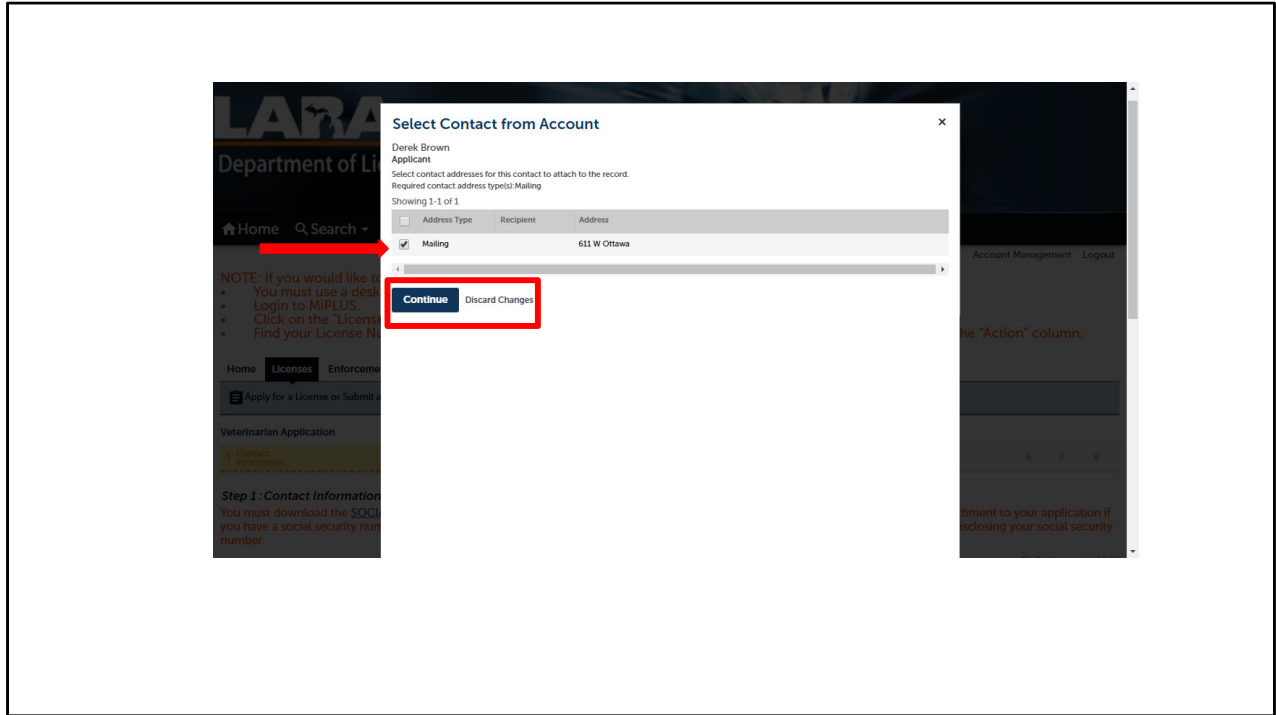 LARA
Department of Li
Home Search
Account Management Logout
NOTE: If you would like t
• You must use a desk
• Login to MiPLUS.
• Click on the "License
• Find your License Nu
he "Action" column.
Home Licenses Enforceme
Apply for a License or Submit a
Veterinarian Application
1 Contact
Information
6 7 8
Step 1: Contact Information
You must download the SOCI
hment to your application if
you have a social security num
isclosing your social security
number.
Select Contact from Account ×
Derek Brown
Applicant
Select contact addresses for this contact to attach to the record.
Required contact address type(s):Mailing
Showing 1-1 of 1
Address Type Recipient Address
Mailing 611 W Ottawa
Continue Discard Changes